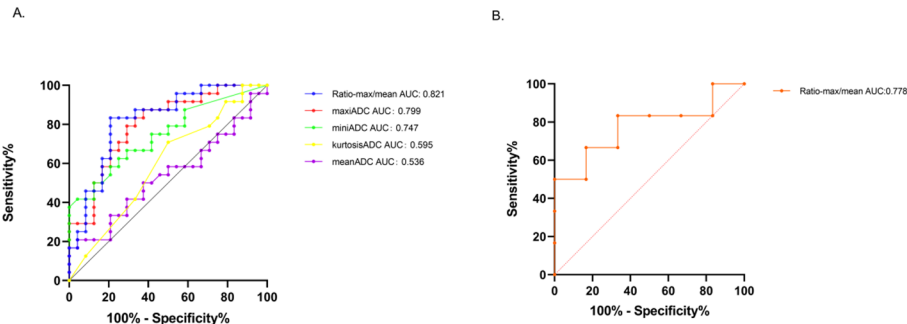 A.
B.
100
80
60
40
20
0
Sensitivity%
0 20 40 60 80 100
100% - Specificity%
Ratio-max/mean AUC: 0.821
maxiADC AUC: 0.799
miniADC AUC: 0.747
kurtosisADC AUC: 0.595
meanADC AUC: 0.536
100
80
60
40
20
0
Sensitivity%
0 20 40 60 80 100
100% - Specificity%
Ratio-max/mean AUC:0.778